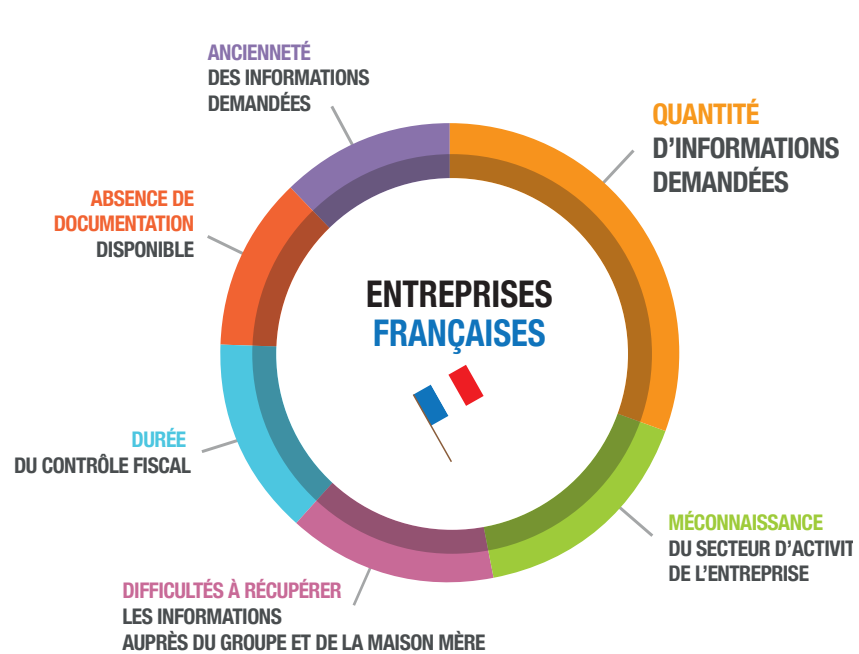 ANCIENNETÉ
DES INFORMATIONS
DEMANDÉES
QUANTITÉ
D'INFORMATIONS
DEMANDÉES
ABSENCE DE
DOCUMENTATION
DISPONIBLE
ENTREPRISES
FRANÇAISES
DURÉE
DU CONTRÔLE FISCAL
MÉCONNAISSANCE
DU SECTEUR D'ACTIVIT
DE L'ENTREPRISE
DIFFICULTÉS À RÉCUPÉRER
LES INFORMATIONS
AUPRÈS DU GROUPE ET DE LA MAISON MÈRE